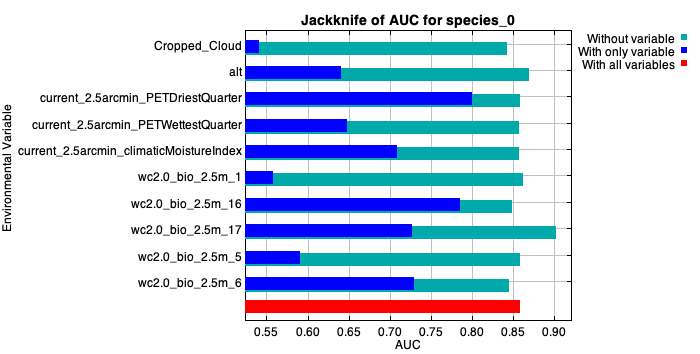 Jackknife of AUC for species_0
Without variable
With only variable
With all variables
Environmental Variable
Cropped_Cloud
alt
current_2.5arcmin_PETDriestQuarter
current_2.5arcmin_PETWettestQuarter
current_2.5arcmin_climaticMoistureIndex
wc2.0_bio_2.5m_1
wc2.0_bio_2.5m_16
wc2.0_bio_2.5m_17
wc2.0_bio_2.5m_5
wc2.0_bio_2.5m_6
0.55 0.60 0.65 0.70 0.75 0.80 0.85 0.90
AUC